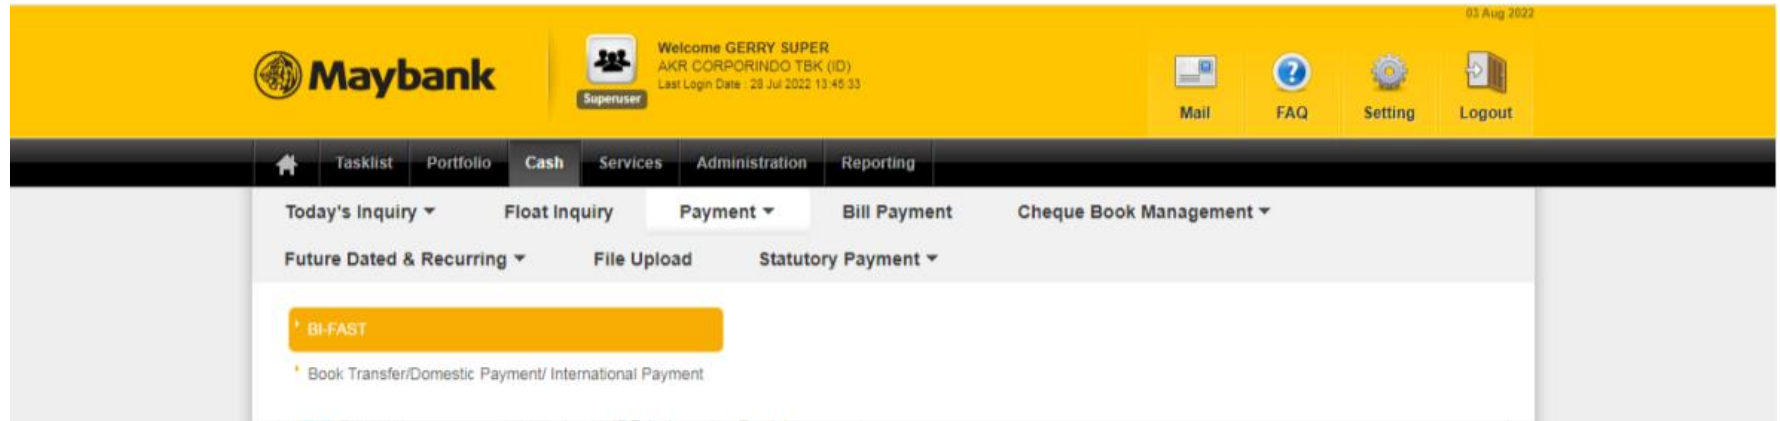 03 Aug 2022
Maybank
Superuser
Welcome GERRY SUPER
AKR CORPORINDO TBK (ID)
Last Login Date : 28 Jul 2022 13:45:33
Mail FAQ Setting Logout
Tasklist Portfolio Cash Services Administration Reporting
Today's Inquiry Float Inquiry Payment Bill Payment Cheque Book Management
Future Dated & Recurring File Upload Statutory Payment
BI-FAST
Book Transfer/Domestic Payment/ International Payment